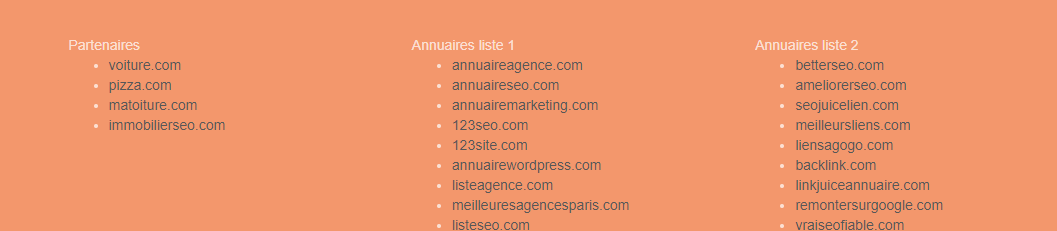 Partenaires
voiture.com
pizza.com
matoiture.com
immobilierseo.com
Annuaires liste 1
annuaireagence.com
annuaireseo.com
annuairemarketing.com
123seo.com
123site.com
annuairewordpress.com
listeagence.com
meilleuresagencesparis.com
listeseo.com
Annuaires liste 2
betterseo.com
ameliorerseo.com
seojuicelien.com
meilleursliens.com
liensagogo.com
backlink.com
linkjuiceannuaire.com
remontersurgoogle.com
vraiseofiable.com